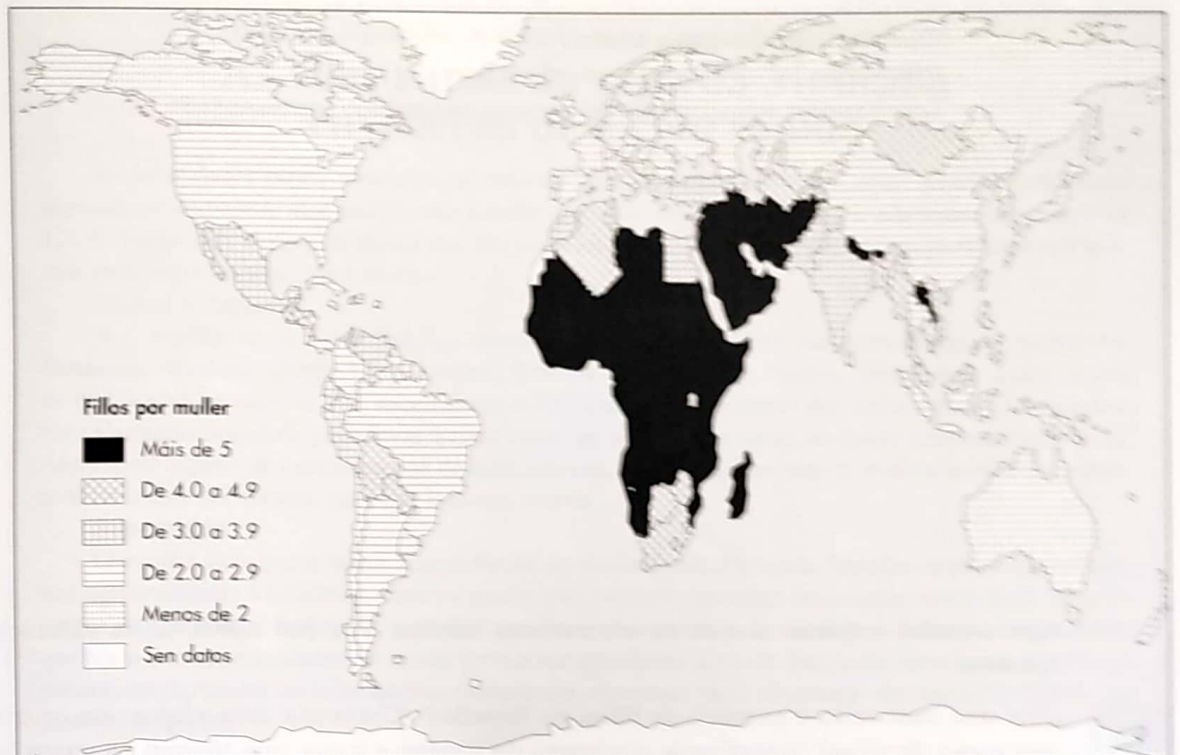 Fillos por muller
Máis de 5
De 4.0 a 4.9
De 3.0 a 3.9
De 2.0 a 2.9
Menos de 2
Sen datos